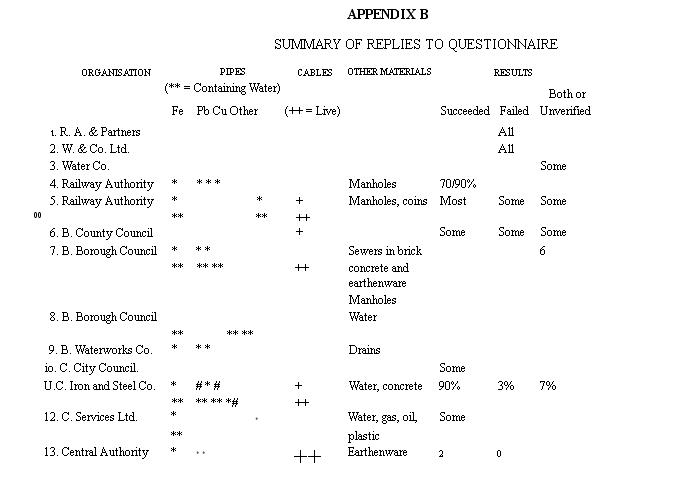 APPENDIX B
SUMMARY OF REPLIES TO QUESTIONNAIRE
ORGANISATION PIPES CABLES OTHER MATERIALS RESULTS
(** = Containing Water) Both or
Fe Pb Cu Other (++ = Live) Succeeded Failed Unverified
1. R. A. & Partners All
2. W. & Co. Ltd. All
3. Water Co. Some
4. Railway Authority * * * * Manholes 70/90%
5. Railway Authority * * + Manholes, coins Most Some Some
00 ** ** ++
6. B. County Council + Some Some Some
7. B. Borough Council * * * Sewers in brick 6
** ** ** ++ concrete and
earthenware
Manholes
8. B. Borough Council Water
** ** **
9. B. Waterworks Co. * * * Drains
io. C. City Council. Some
U.C. Iron and Steel Co. * # * # + Water, concrete 90% 3% 7%
** ** ** *# ++
12. C. Services Ltd. * * Water, gas, oil, Some
** plastic
13. Central Authority * * * ++ Earthenware 2 0